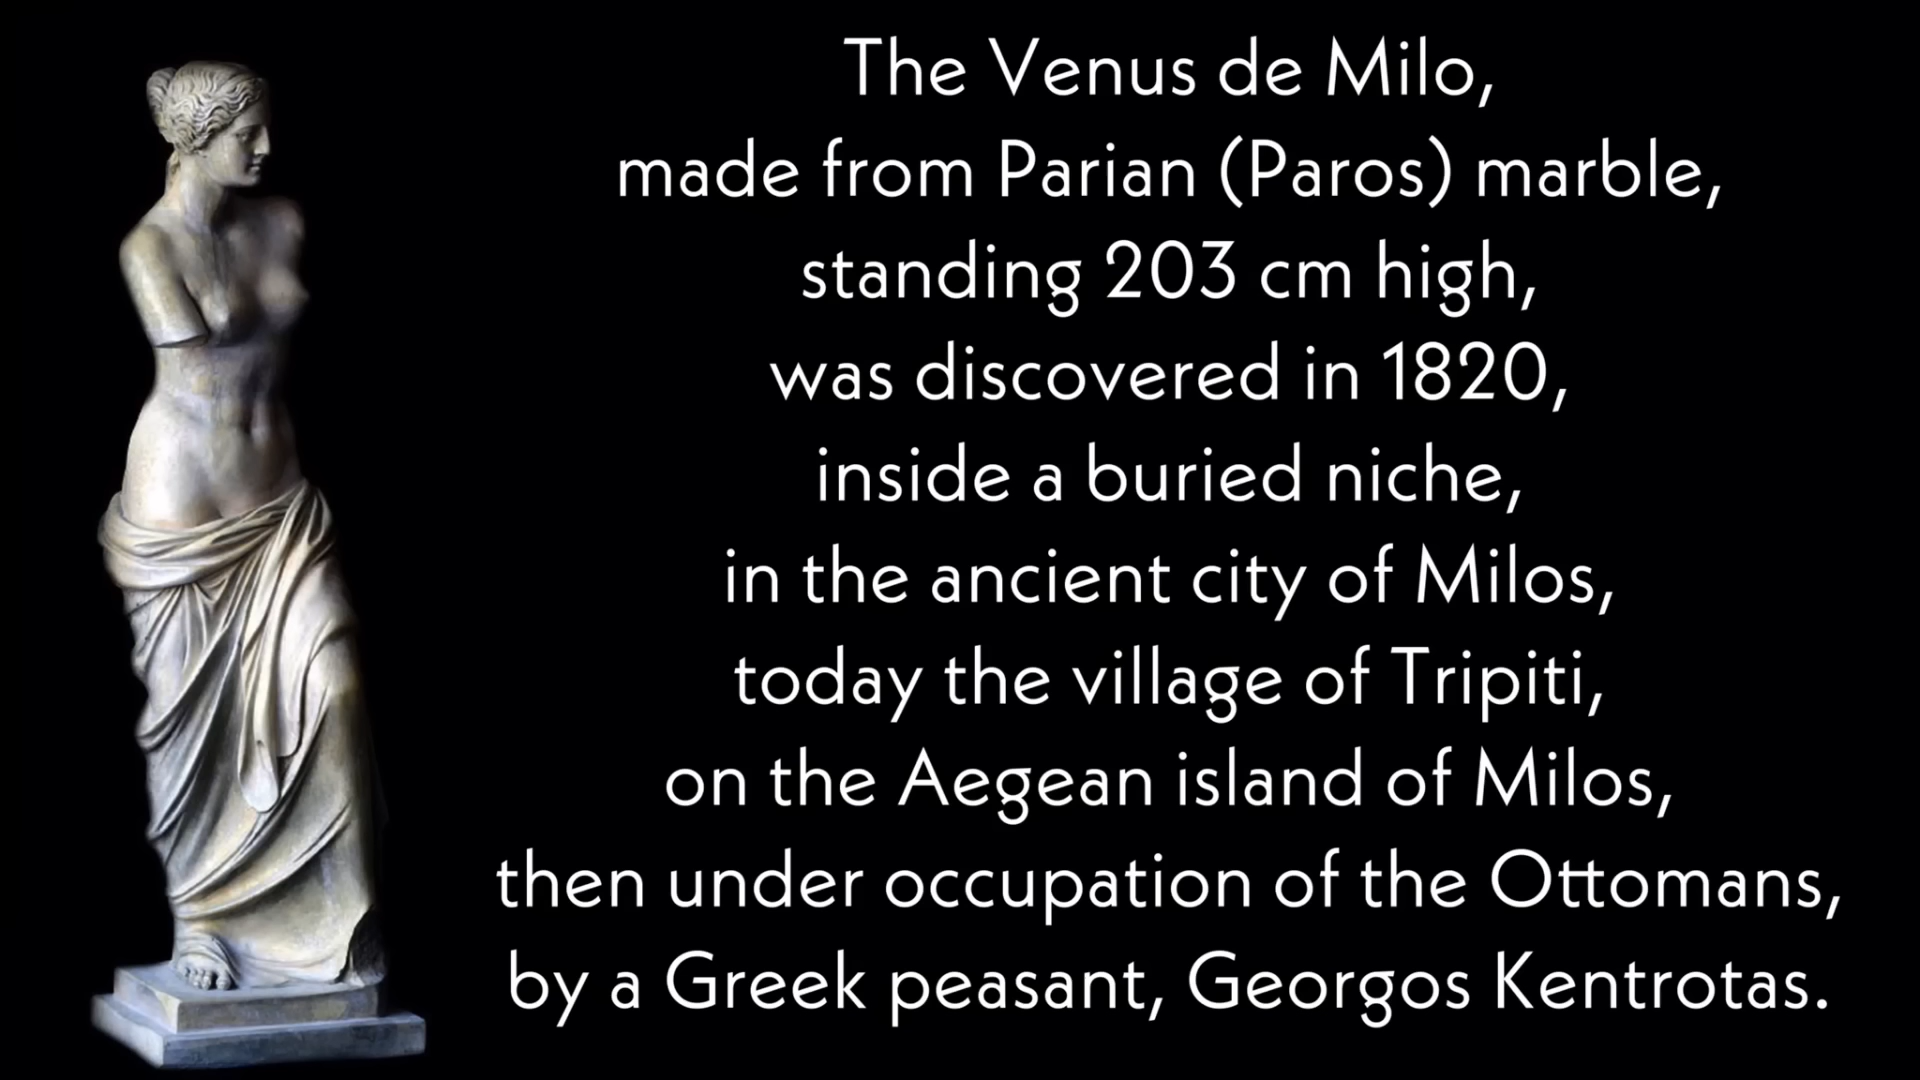 The Venus de Milo,
made from Parian (Paros) marble,
standing 203 cm high,
was discovered in 1820,
inside a buried niche,
in the ancient city of Milos,
today the village of Tripiti,
on the Aegean island of Milos,
then under occupation of the Ottomans,
by a Greek peasant, Georgos Kentrotas.